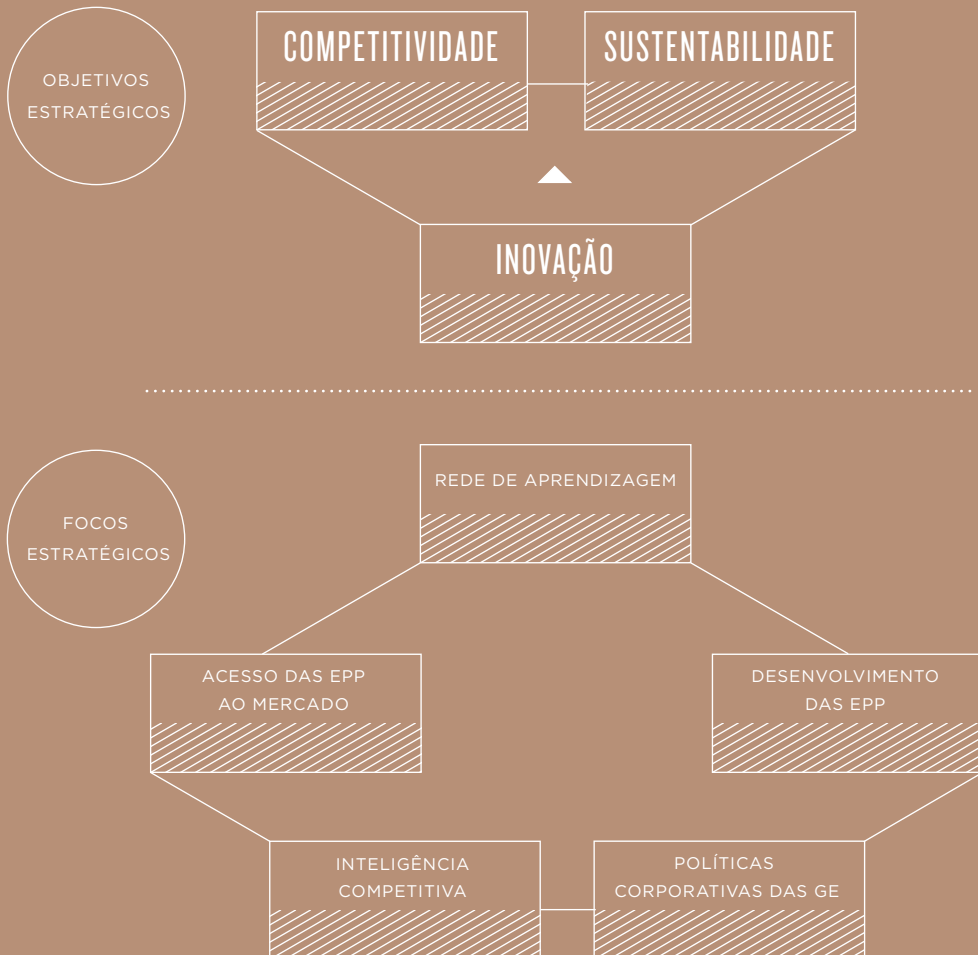 OBJETIVOS
ESTRATÉGICOS
COMPETITIVIDADE
SUSTENTABILIDADE
INOVAÇÃO
FOCOS
ESTRATÉGICOS
REDE DE APRENDIZAGEM
ACESSO DAS EPP
AO MERCADO
DESENVOLVIMENTO
DAS EPP
INTELIGÊNCIA
COMPETITIVA
POLÍTICAS
CORPORATIVAS DAS GE